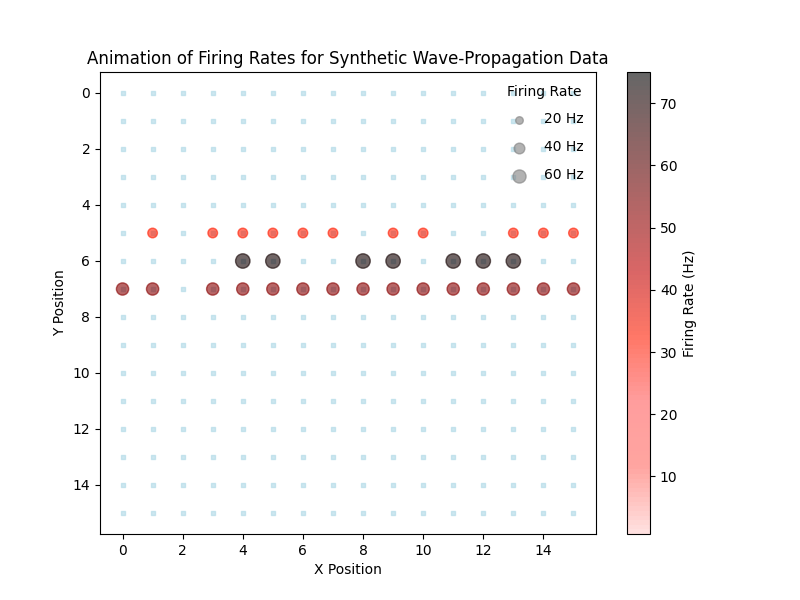 Animation of Firing Rates for Synthetic Wave-Propagation Data
Firing Rate
20 Hz
40 Hz
60 Hz
0
2
4
6
8
10
12
14
Y Position
0
2
4
6
8
10
12
14
X Position
70
60
50
40
30
20
10
Firing Rate (Hz)